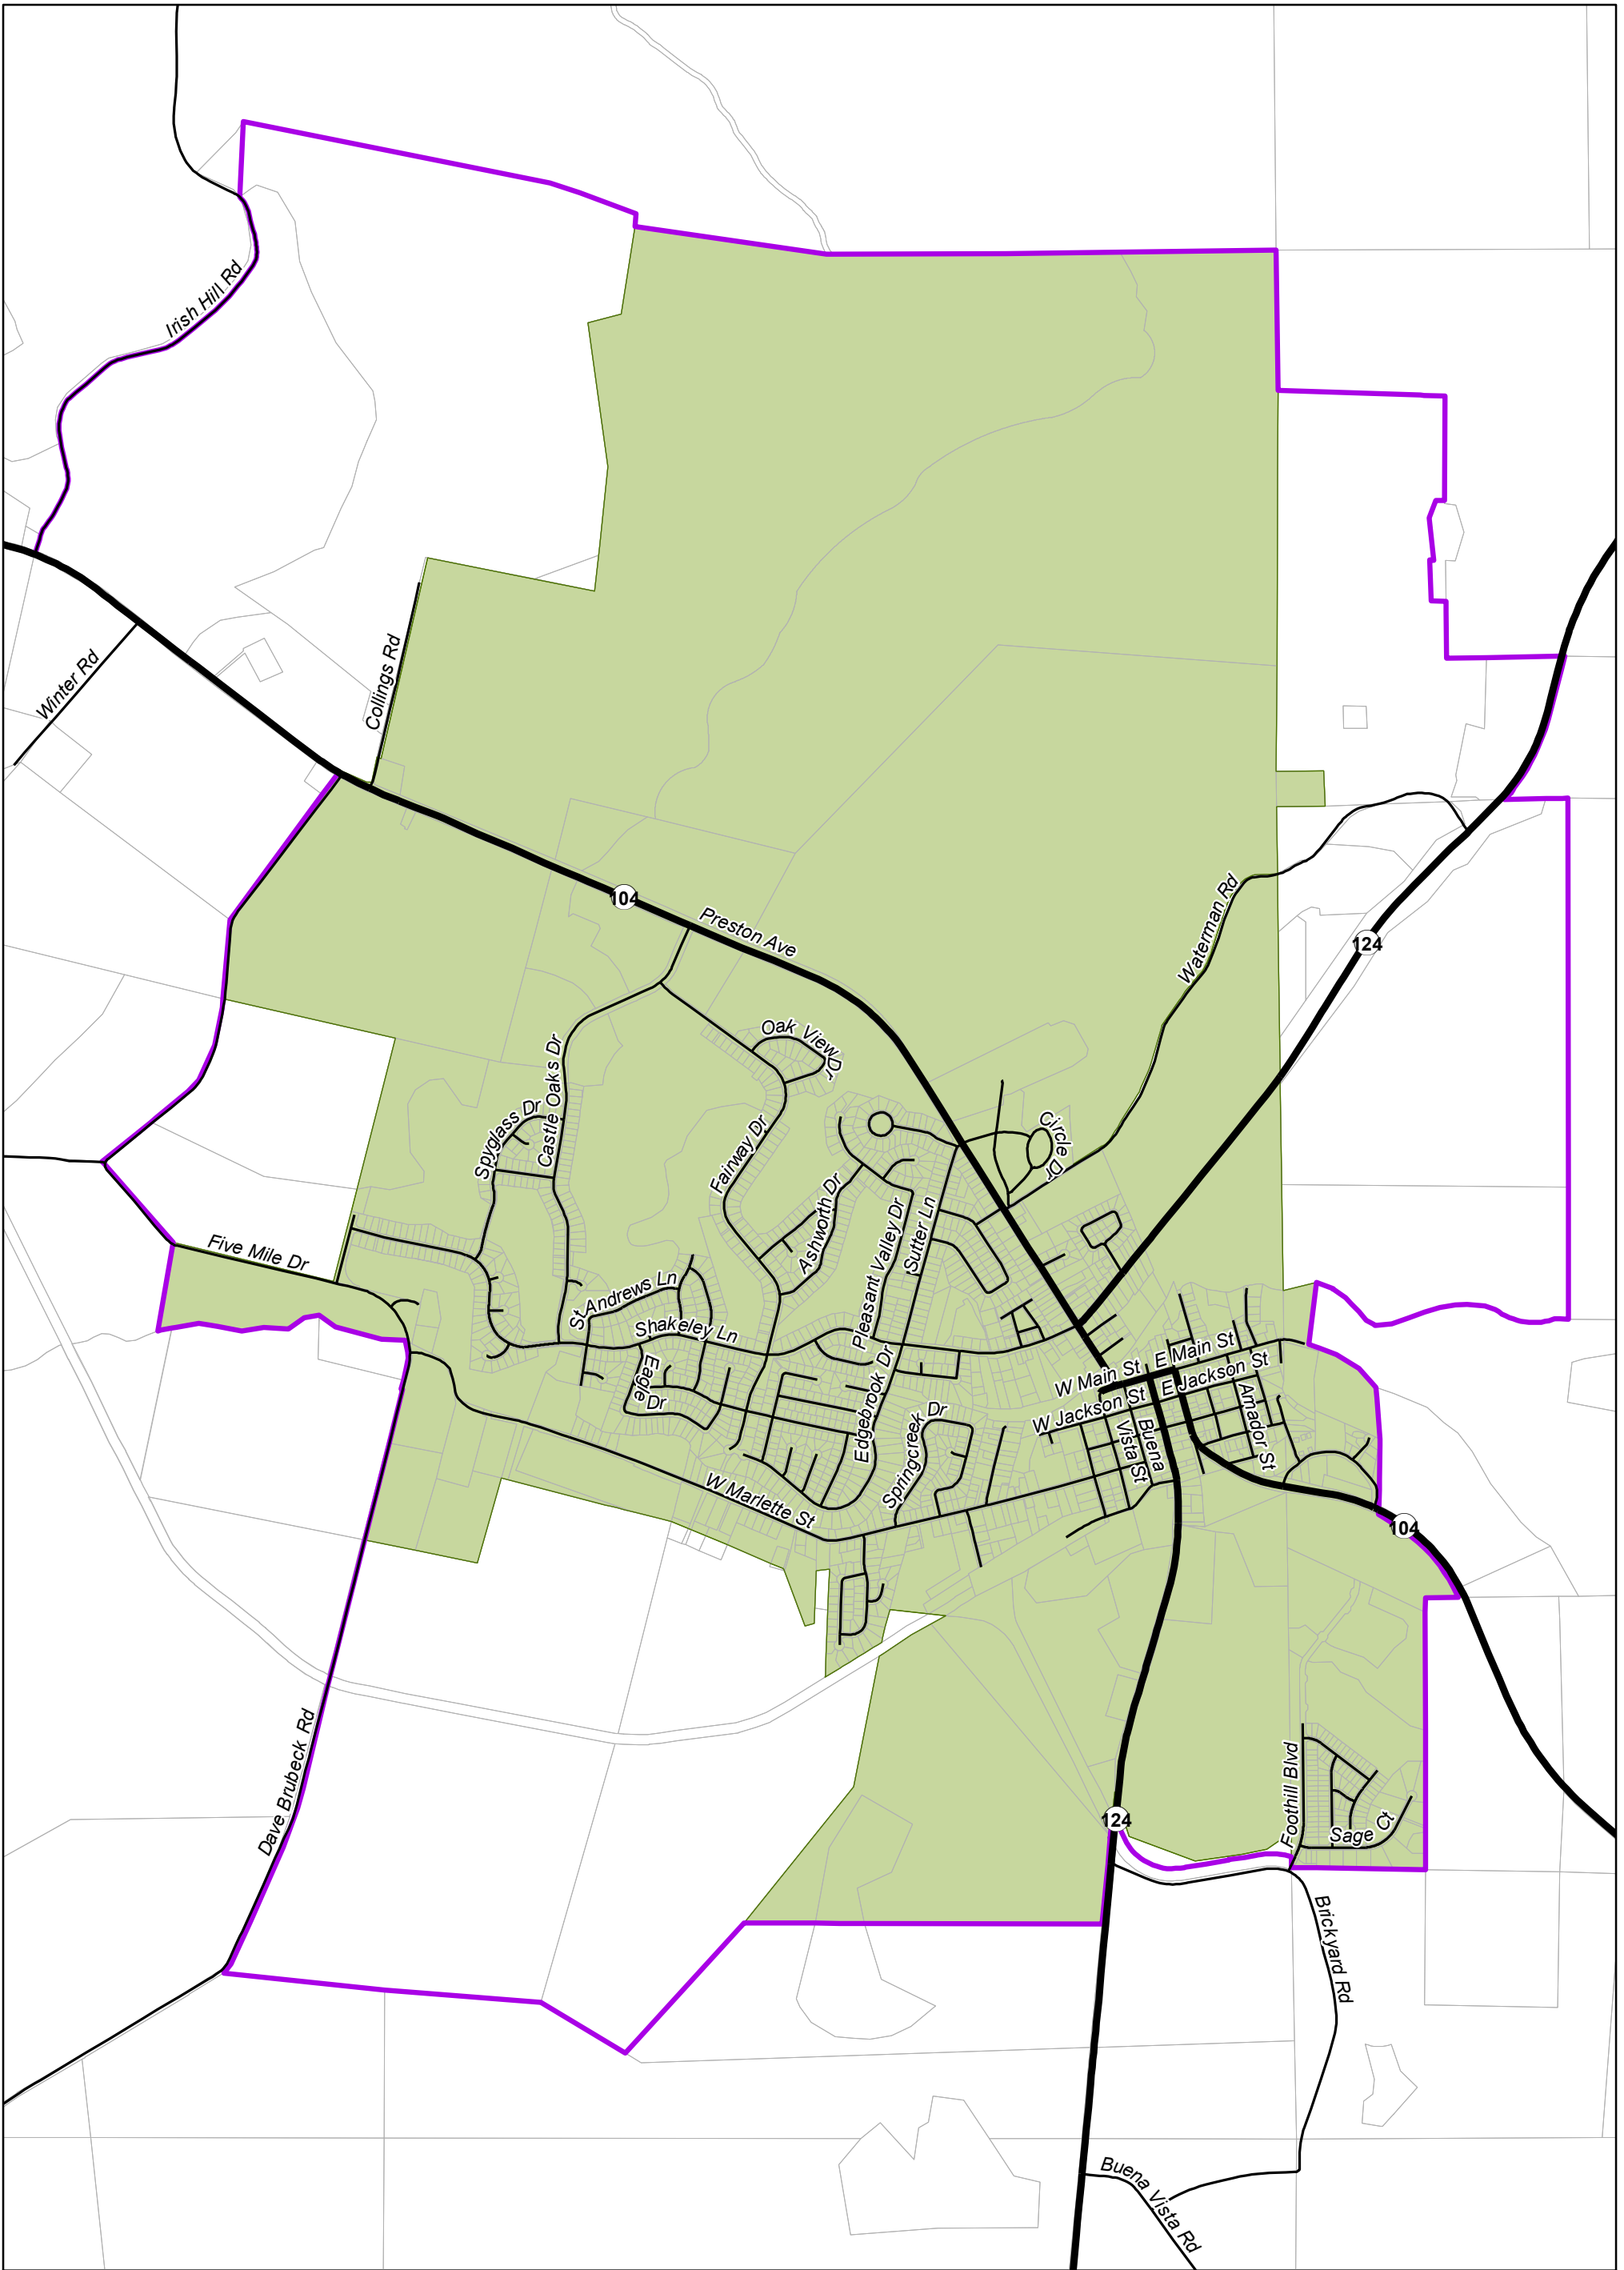 Irish Hill Rd
Winter Rd
Collings Rd
104
Preston Ave
Waterman Rd
124
Oak View Dr
Castle Oaks Dr
Spyglass Dr
Fairway Dr
Circle Dr
Ashworth Dr
Pleasant Valley Dr
Sutter Ln
Five Mile Dr
St Andrews Ln
Shakeley Ln
Eagle Dr
Edgebrook Dr
Springcreek Dr
W Main St
E Main St
W Jackson St
E Jackson St
Buena Vista St
Amador St
W Marlette St
104
Dave Brubeck Rd
Foothill Blvd
Sage Ct
124
Brickyard Rd
Buena Vista Rd